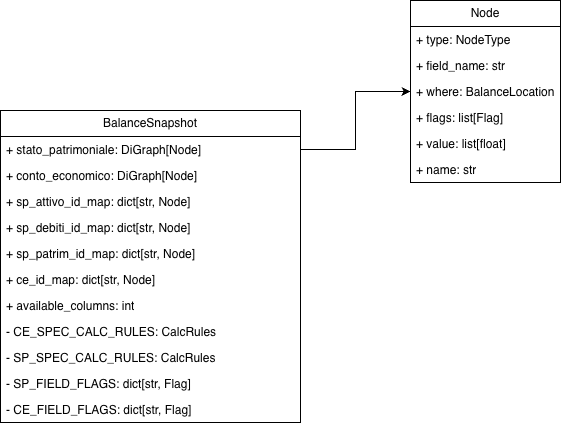 Node
+ type: NodeType
+ field_name: str
+ where: BalanceLocation
+ flags: list[Flag]
+ value: list[float]
+ name: str
BalanceSnapshot
+ stato_patrimoniale: DiGraph[Node]
+ conto_economico: DiGraph[Node]
+ sp_attivo_id_map: dict[str, Node]
+ sp_debiti_id_map: dict[str, Node]
+ sp_patrim_id_map: dict[str, Node]
+ ce_id_map: dict[str, Node]
+ available_columns: int
- CE_SPEC_CALC_RULES: CalcRules
- SP_SPEC_CALC_RULES: CalcRules
- SP_FIELD_FLAGS: dict[str, Flag]
- CE_FIELD_FLAGS: dict[str, Flag]